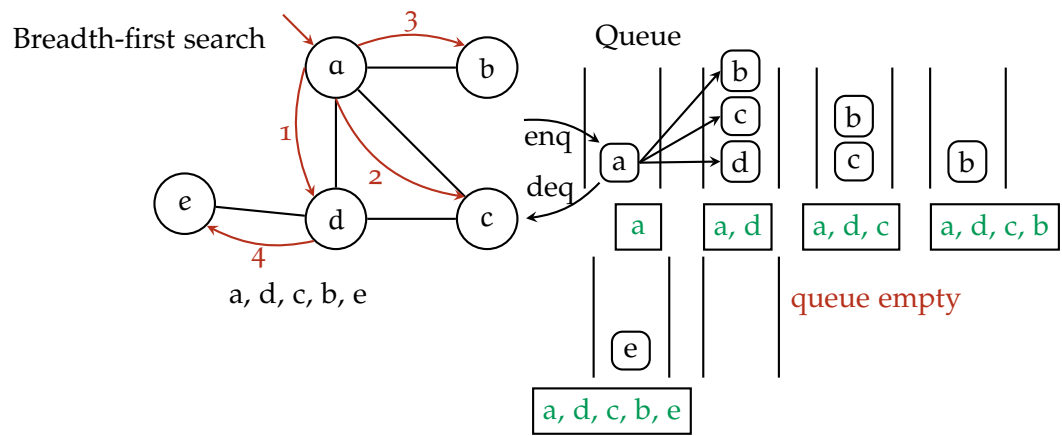 Breadth-first search
3
a
b
1
2
e
d
c
4
a, d, c, b, e
Queue
enq
deq
a
b
c
d
b
c
b
a
a, d
a, d, c
a, d, c, b
e
queue empty
a, d, c, b, e